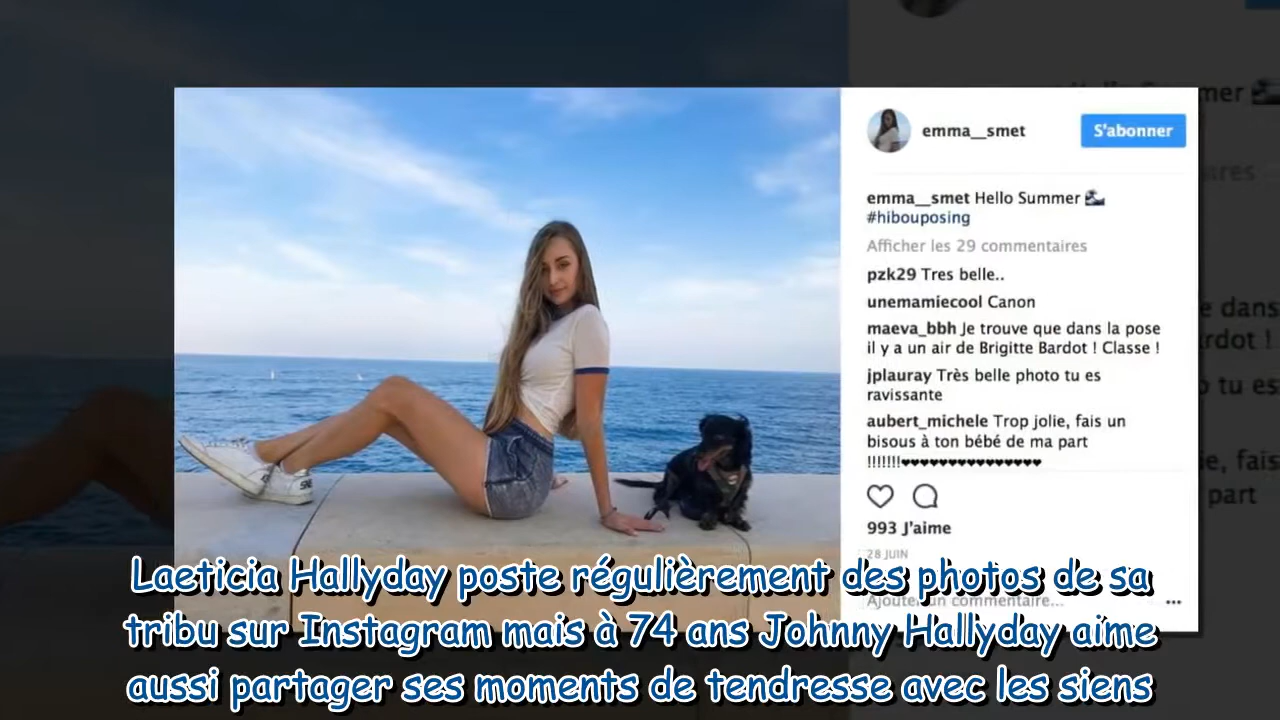 emma__smet S'abonner
emma__smet Hello Summer 🌊
#hibouposing
Afficher les 29 commentaires
pzk29 Tres belle..
unemamiecool Canon
maeva_bbh Je trouve que dans la pose
il y a un air de Brigitte Bardot ! Classe !
jplauray Très belle photo tu es
ravissante
aubert_michele Trop jolie, fais un
bisous à ton bébé de ma part
!!!!!!!♥♥♥♥♥♥♥♥♥♥♥♥♥♥♥
993 J'aime
28 JUIN
Ajouter un commentaire...
Laeticia Hallyday poste régulièrement des photos de sa
tribu sur Instagram mais à 74 ans Johnny Hallyday aime
aussi partager ses moments de tendresse avec les siens